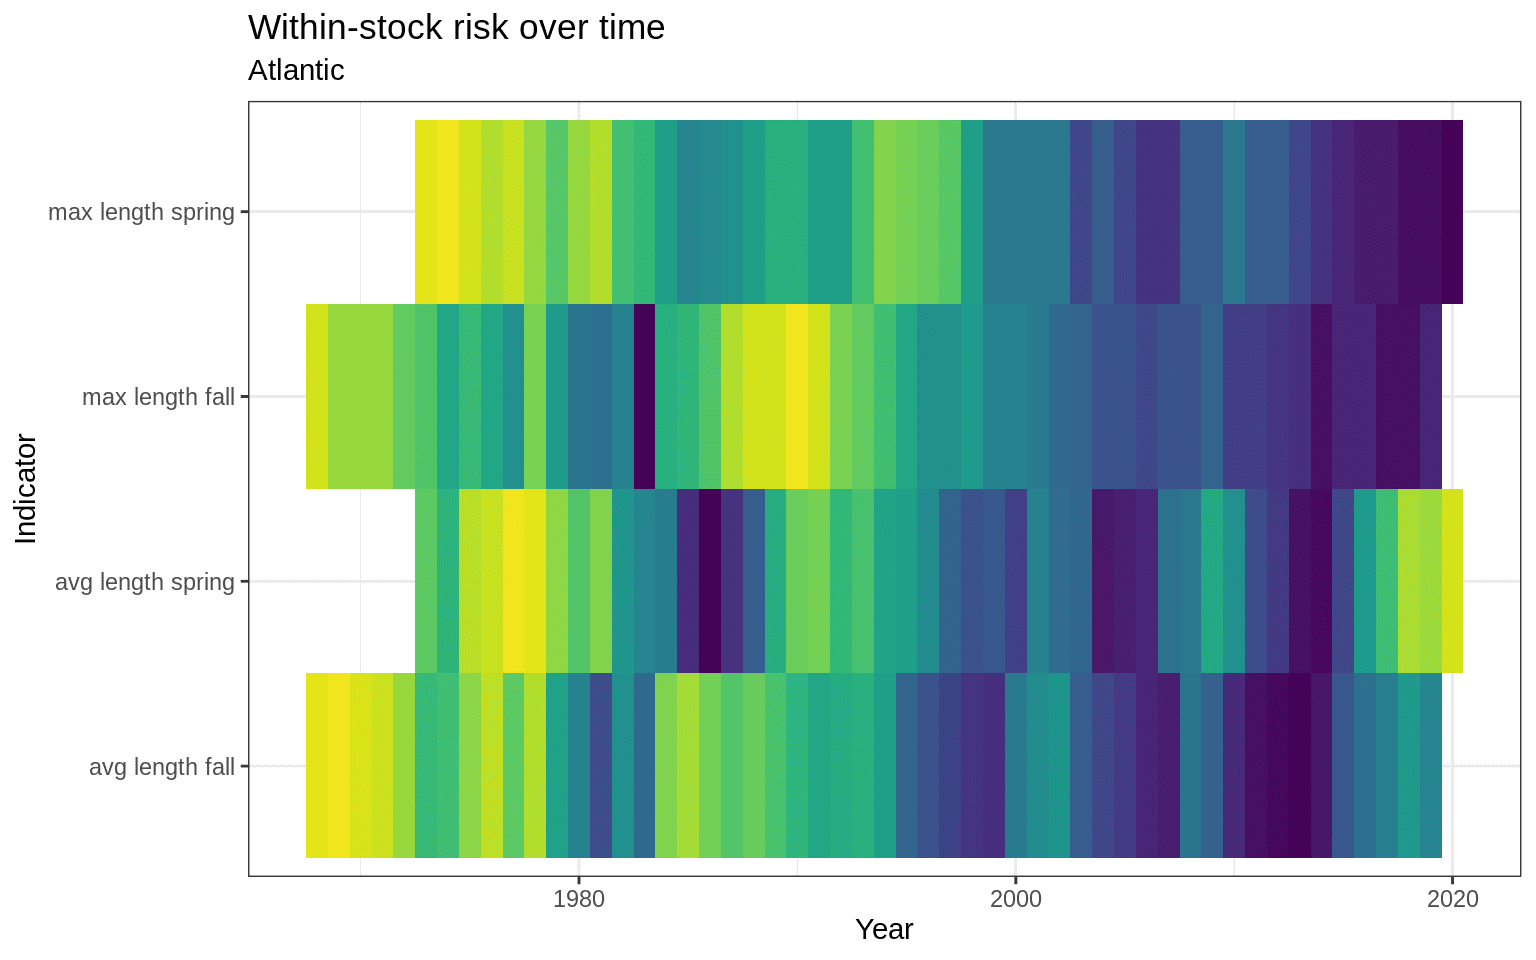 Within-stock risk over time
Atlantic
max length spring
max length fall
avg length spring
avg length fall
Indicator
1980
2000
2020
Year